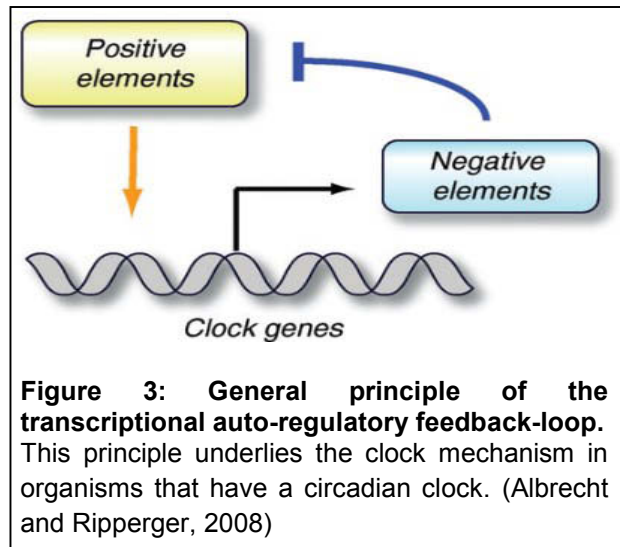 Positive
elements
Negative
elements
Clock genes
Figure 3: General principle of the
transcriptional auto-regulatory feedback-loop.
This principle underlies the clock mechanism in
organisms that have a circadian clock. (Albrecht
and Ripperger, 2008)